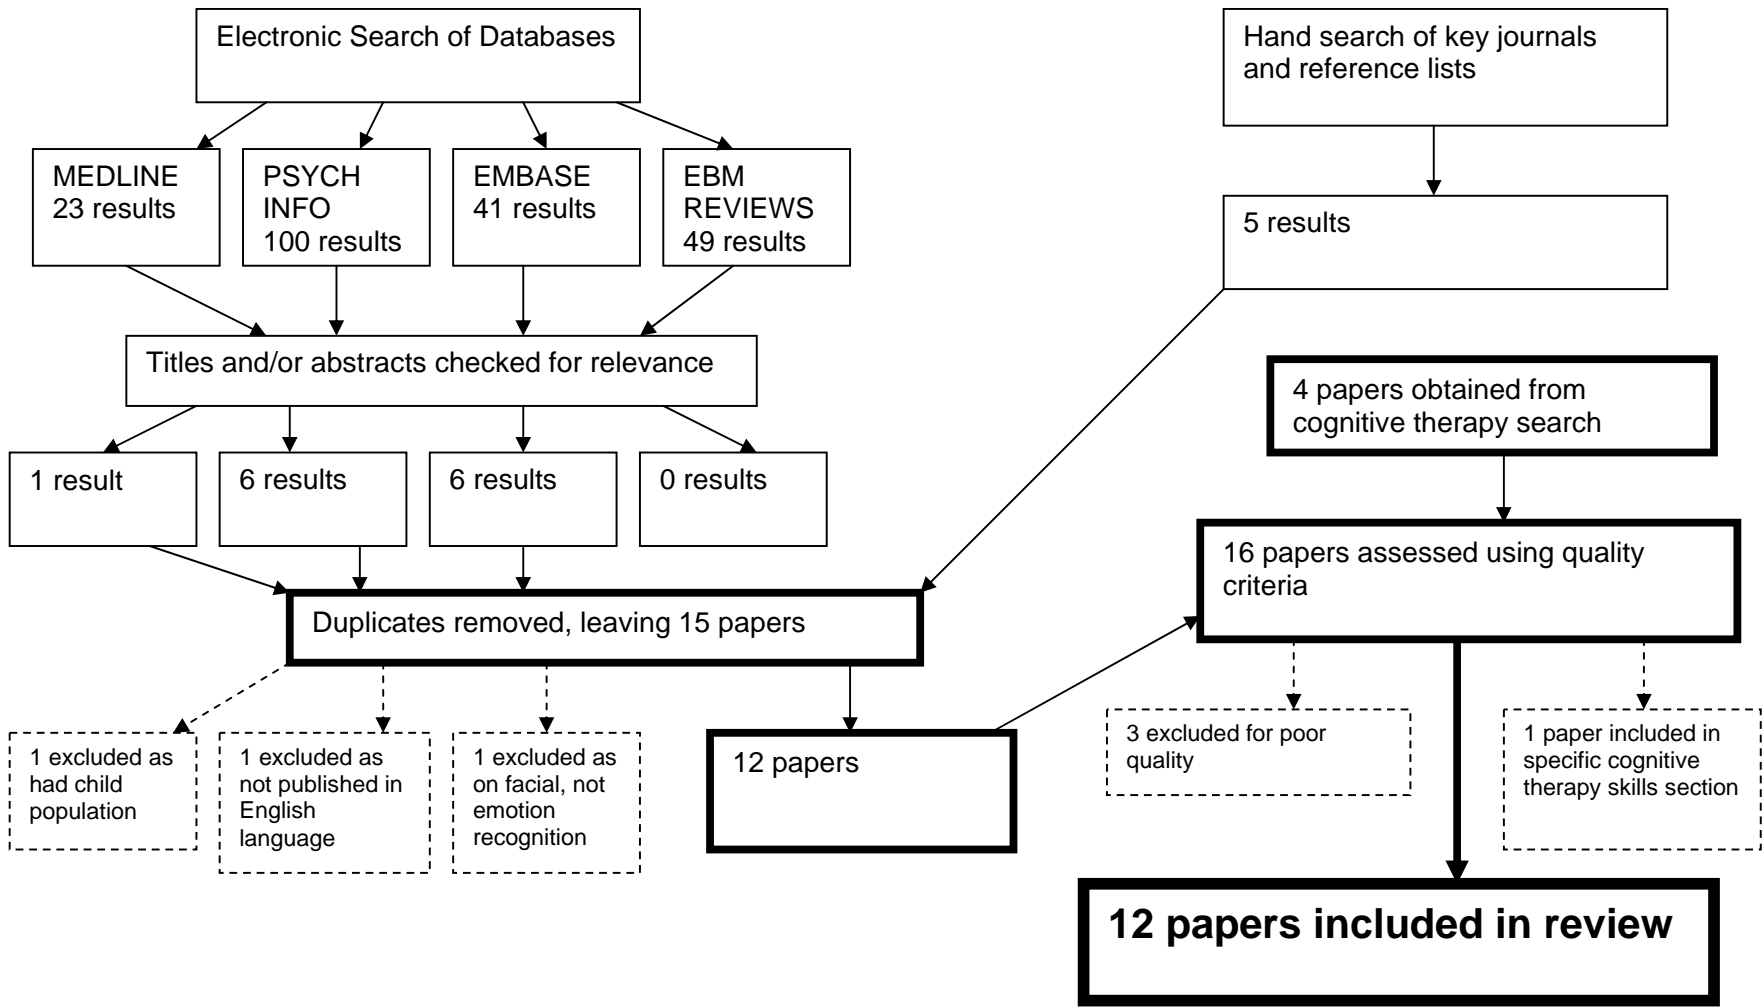 Electronic Search of Databases
Hand search of key journals
and reference lists
MEDLINE
23 results
PSYCH
INFO
100 results
EMBASE
41 results
EBM
REVIEWS
49 results
5 results
Titles and/or abstracts checked for relevance
4 papers obtained from
cognitive therapy search
1 result
6 results
6 results
0 results
16 papers assessed using quality
criteria
Duplicates removed, leaving 15 papers
1 excluded as
had child
population
1 excluded as
not published in
English
language
1 excluded as
on facial, not
emotion
recognition
12 papers
3 excluded for poor
quality
1 paper included in
specific cognitive
therapy skills section
12 papers included in review